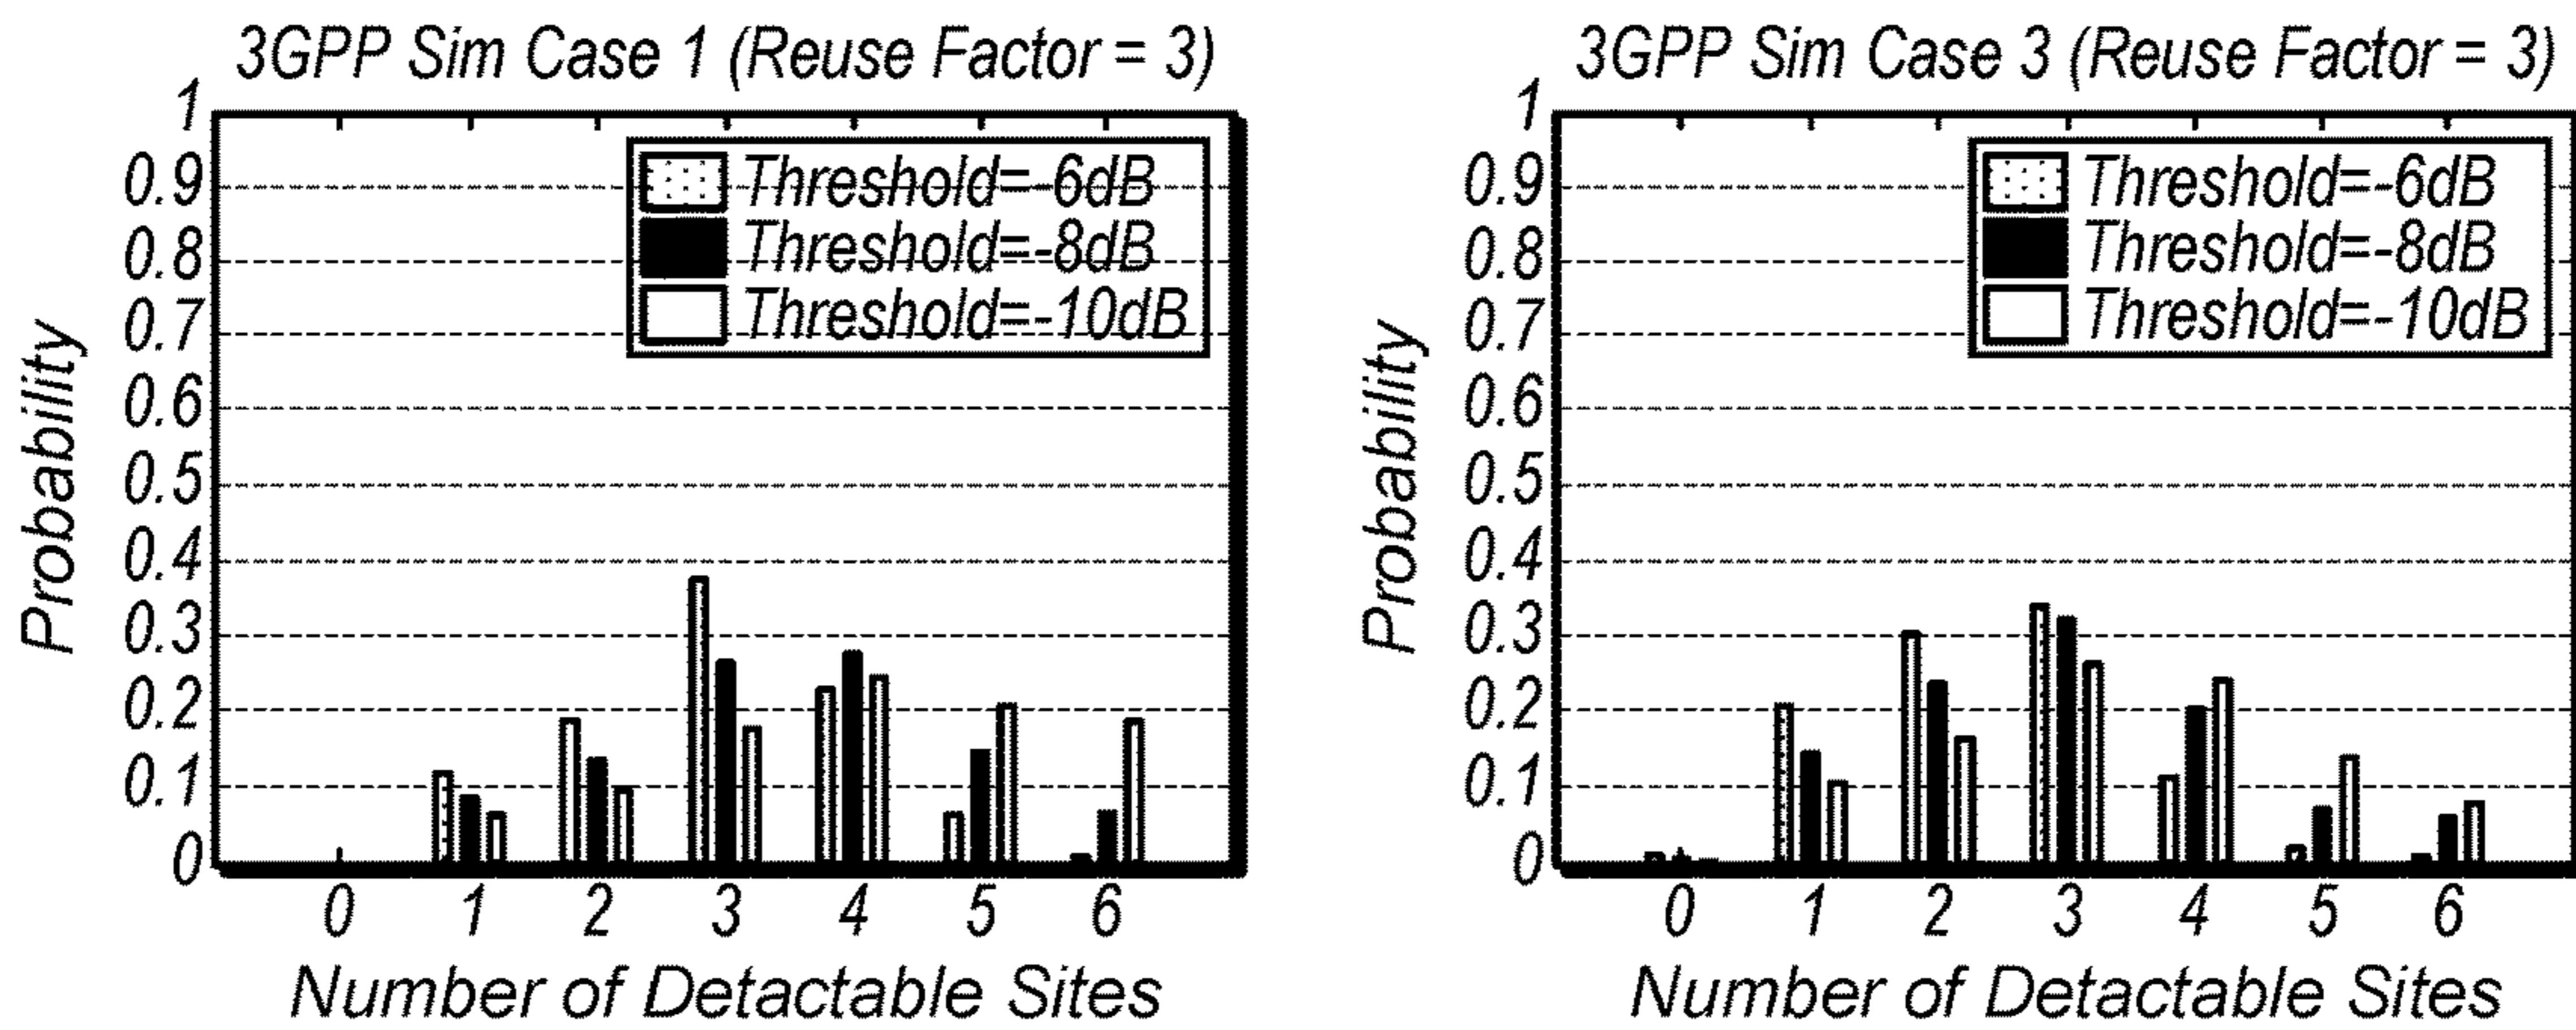 3GPP Sim Case 1 (Reuse Factor = 3)
1
0.9
0.8
0.7
0.6
0.5
0.4
0.3
0.2
0.1
0
Probability
Threshold=-6dB
Threshold=-8dB
Threshold=-10dB
0 1 2 3 4 5 6
Number of Detactable Sites
3GPP Sim Case 3 (Reuse Factor = 3)
1
0.9
0.8
0.7
0.6
0.5
0.4
0.3
0.2
0.1
0
Probability
Threshold=-6dB
Threshold=-8dB
Threshold=-10dB
0 1 2 3 4 5 6
Number of Detactable Sites